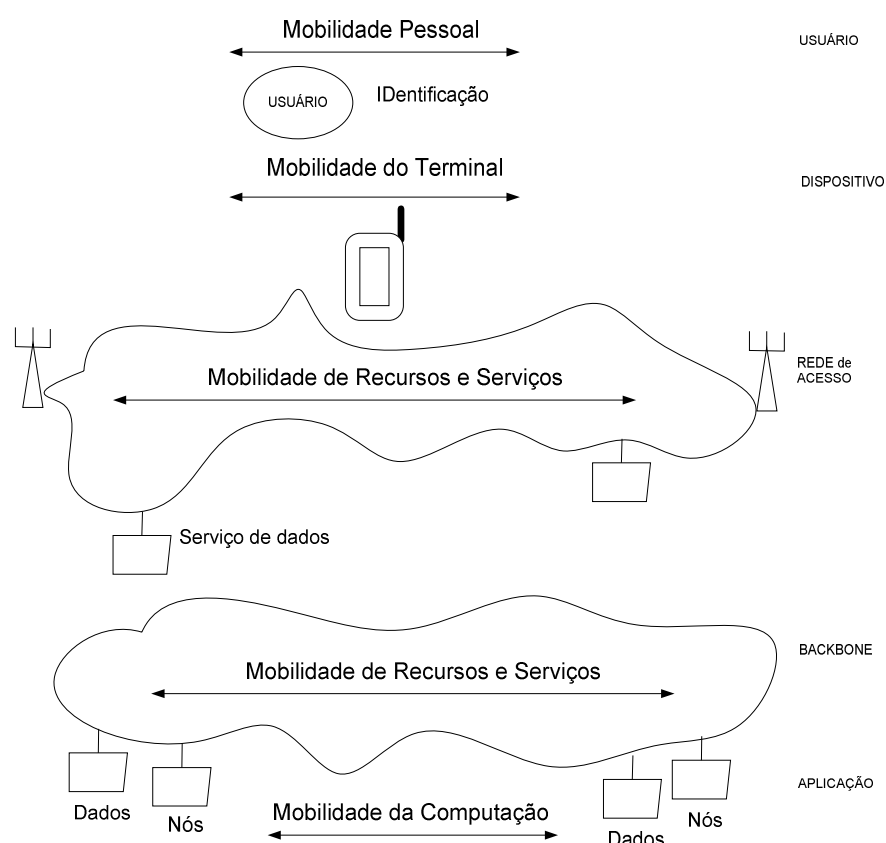 Mobilidade Pessoal
USUÁRIO
USUÁRIO
IDentificação
Mobilidade do Terminal
DISPOSITIVO
Mobilidade de Recursos e Serviços
REDE de
ACESSO
Serviço de dados
BACKBONE
Mobilidade de Recursos e Serviços
APLICAÇÃO
Dados
Nós
Mobilidade da Computação
Dados
Nós